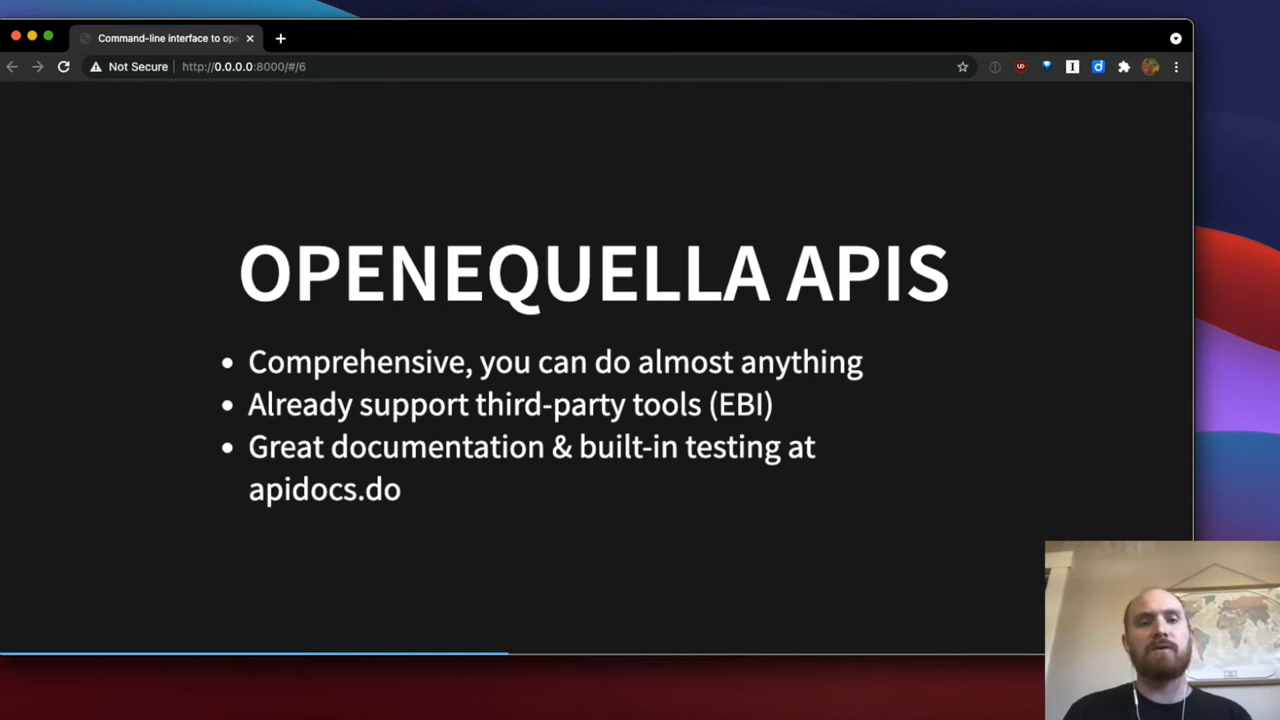 Command-line interface to ope
Not Secure
http://0.0.0.0:8000/#/6
OPENEQUELLA APIS
• Comprehensive, you can do almost anything
• Already support third-party tools (EBI)
• Great documentation & built-in testing at
apidocs.do